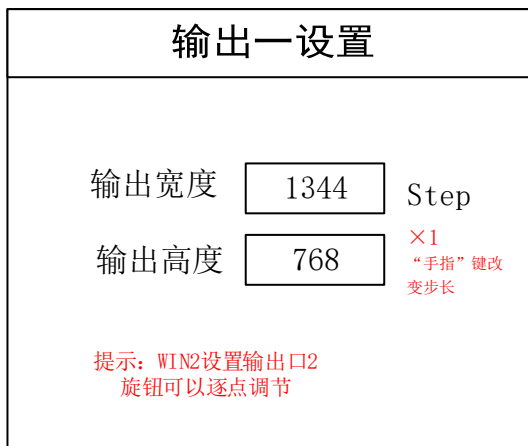 输出一设置
输出宽度 1344 Step
输出高度 768 ×1
“手指”键改
变步长
提示：WIN2设置输出口2
旋钮可以逐点调节